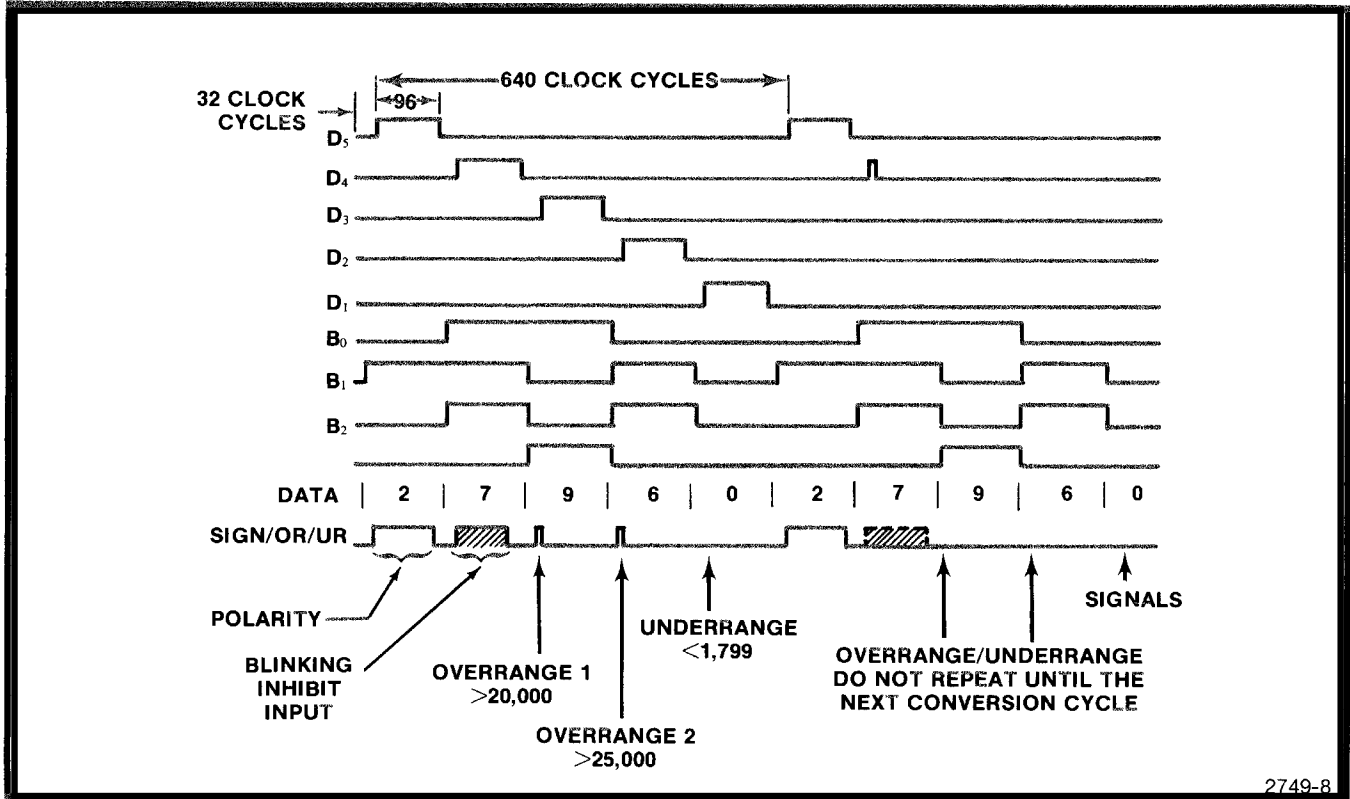 640 CLOCK CYCLES
32 CLOCK
CYCLES
96
D₅
D₄
D₃
D₂
D₁
B₀
B₁
B₂
DATA | 2 | 7 | 9 | 6 | 0 | 2 | 7 | 9 | 6 | 0
SIGN/OR/UR
POLARITY
BLINKING
INHIBIT
INPUT
OVERRANGE 1
>20,000
OVERRANGE 2
>25,000
UNDERRANGE
<1,799
OVERRANGE/UNDERRANGE
DO NOT REPEAT UNTIL THE
NEXT CONVERSION CYCLE
SIGNALS
2749-8